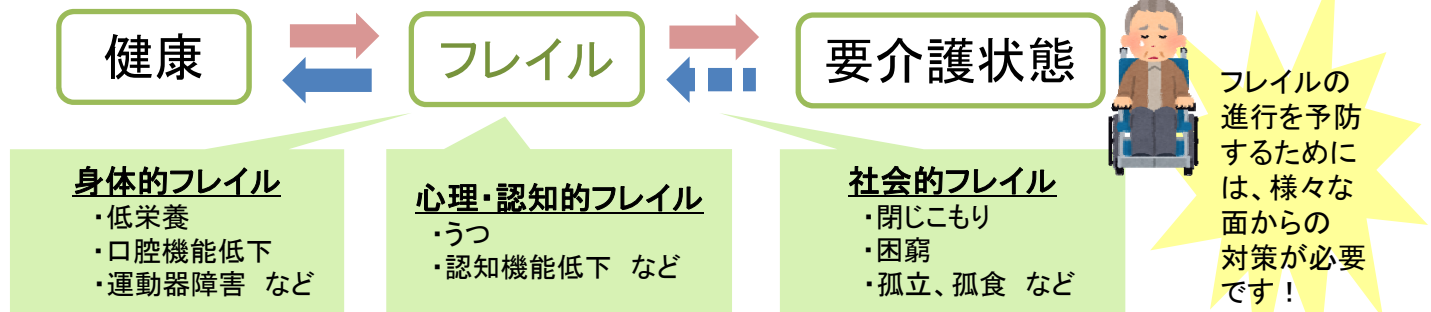 健康
フレイル
要介護状態
身体的フレイル
・低栄養
・口腔機能低下
・運動器障害　など
心理・認知的フレイル
・うつ
・認知機能低下　など
社会的フレイル
・閉じこもり
・困窮
・孤立、孤食　など
フレイルの
進行を予防
するために
は、様々な
面からの
対策が必要
です！